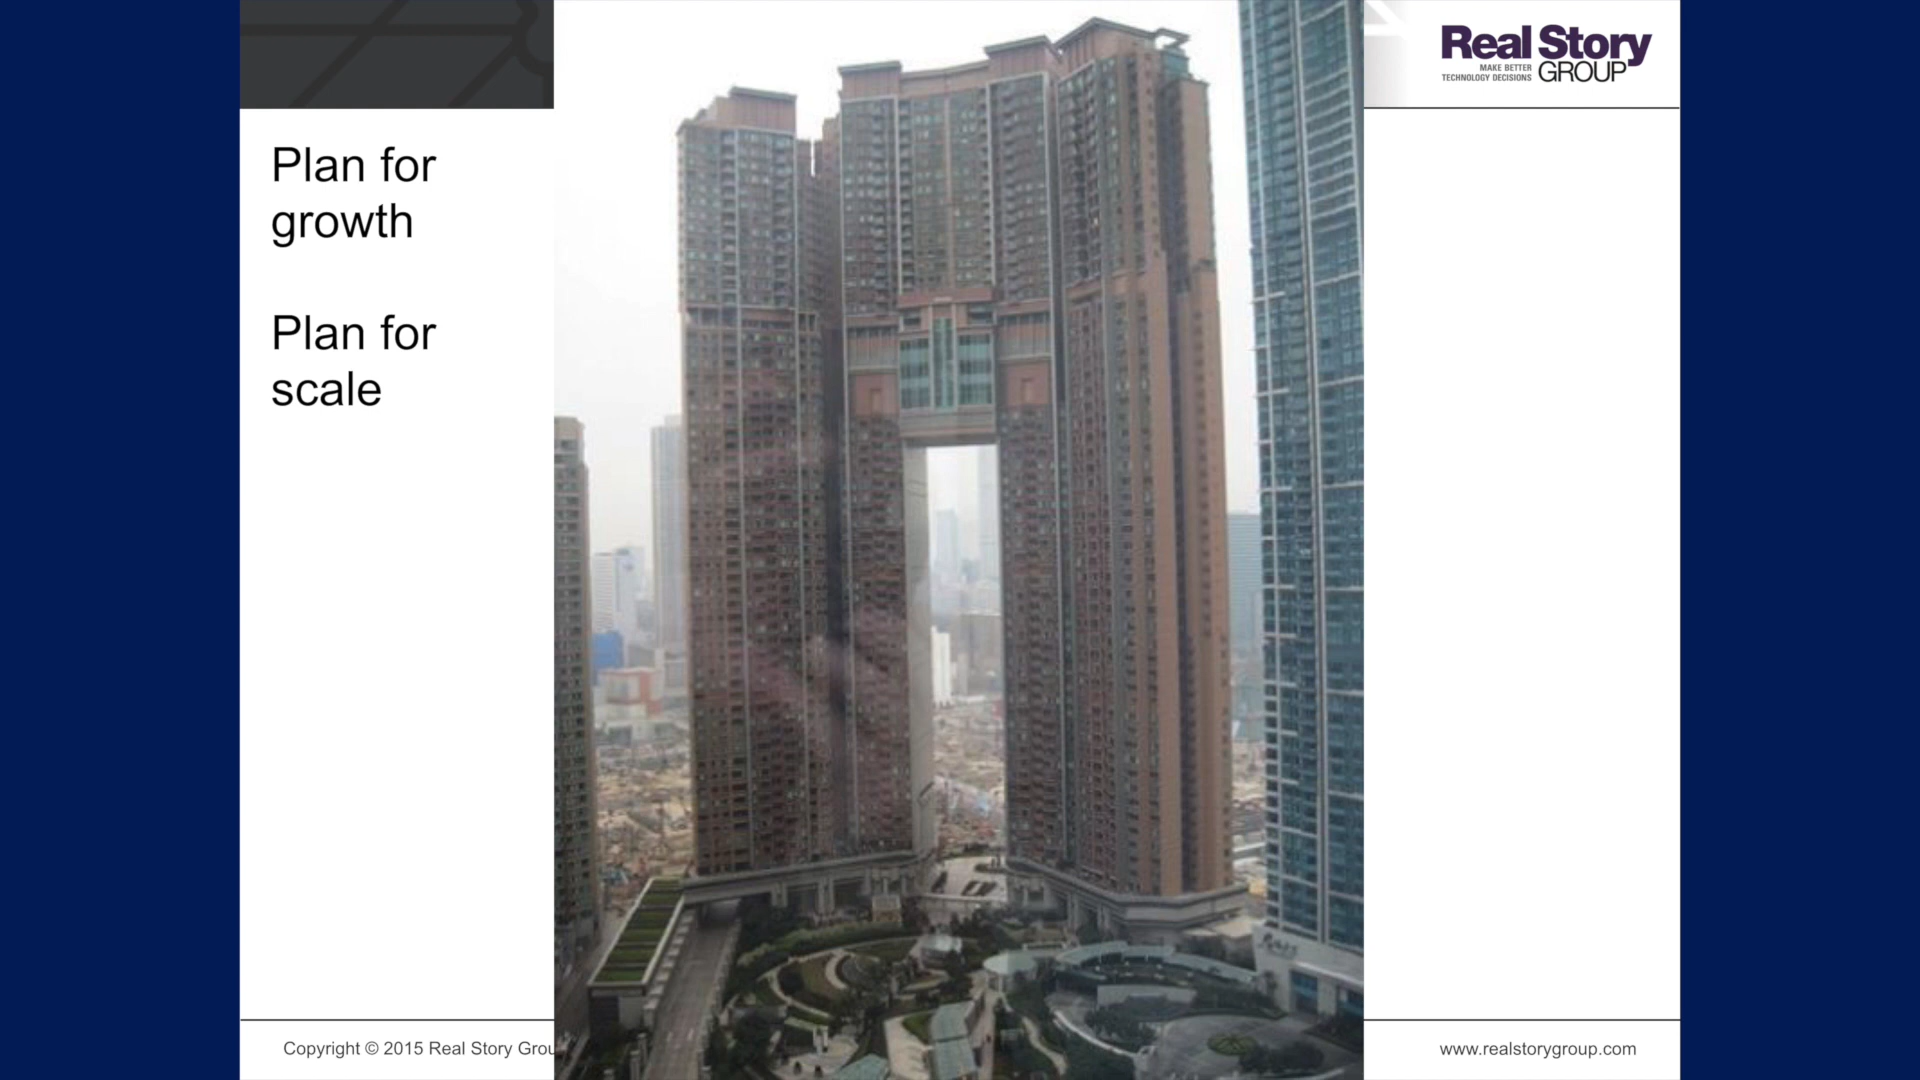 Real Story
MAKE BETTER
TECHNOLOGY DECISIONS
GROUP
Plan for
growth
Plan for
scale
Copyright © 2015 Real Story Grou
www.realstorygroup.com